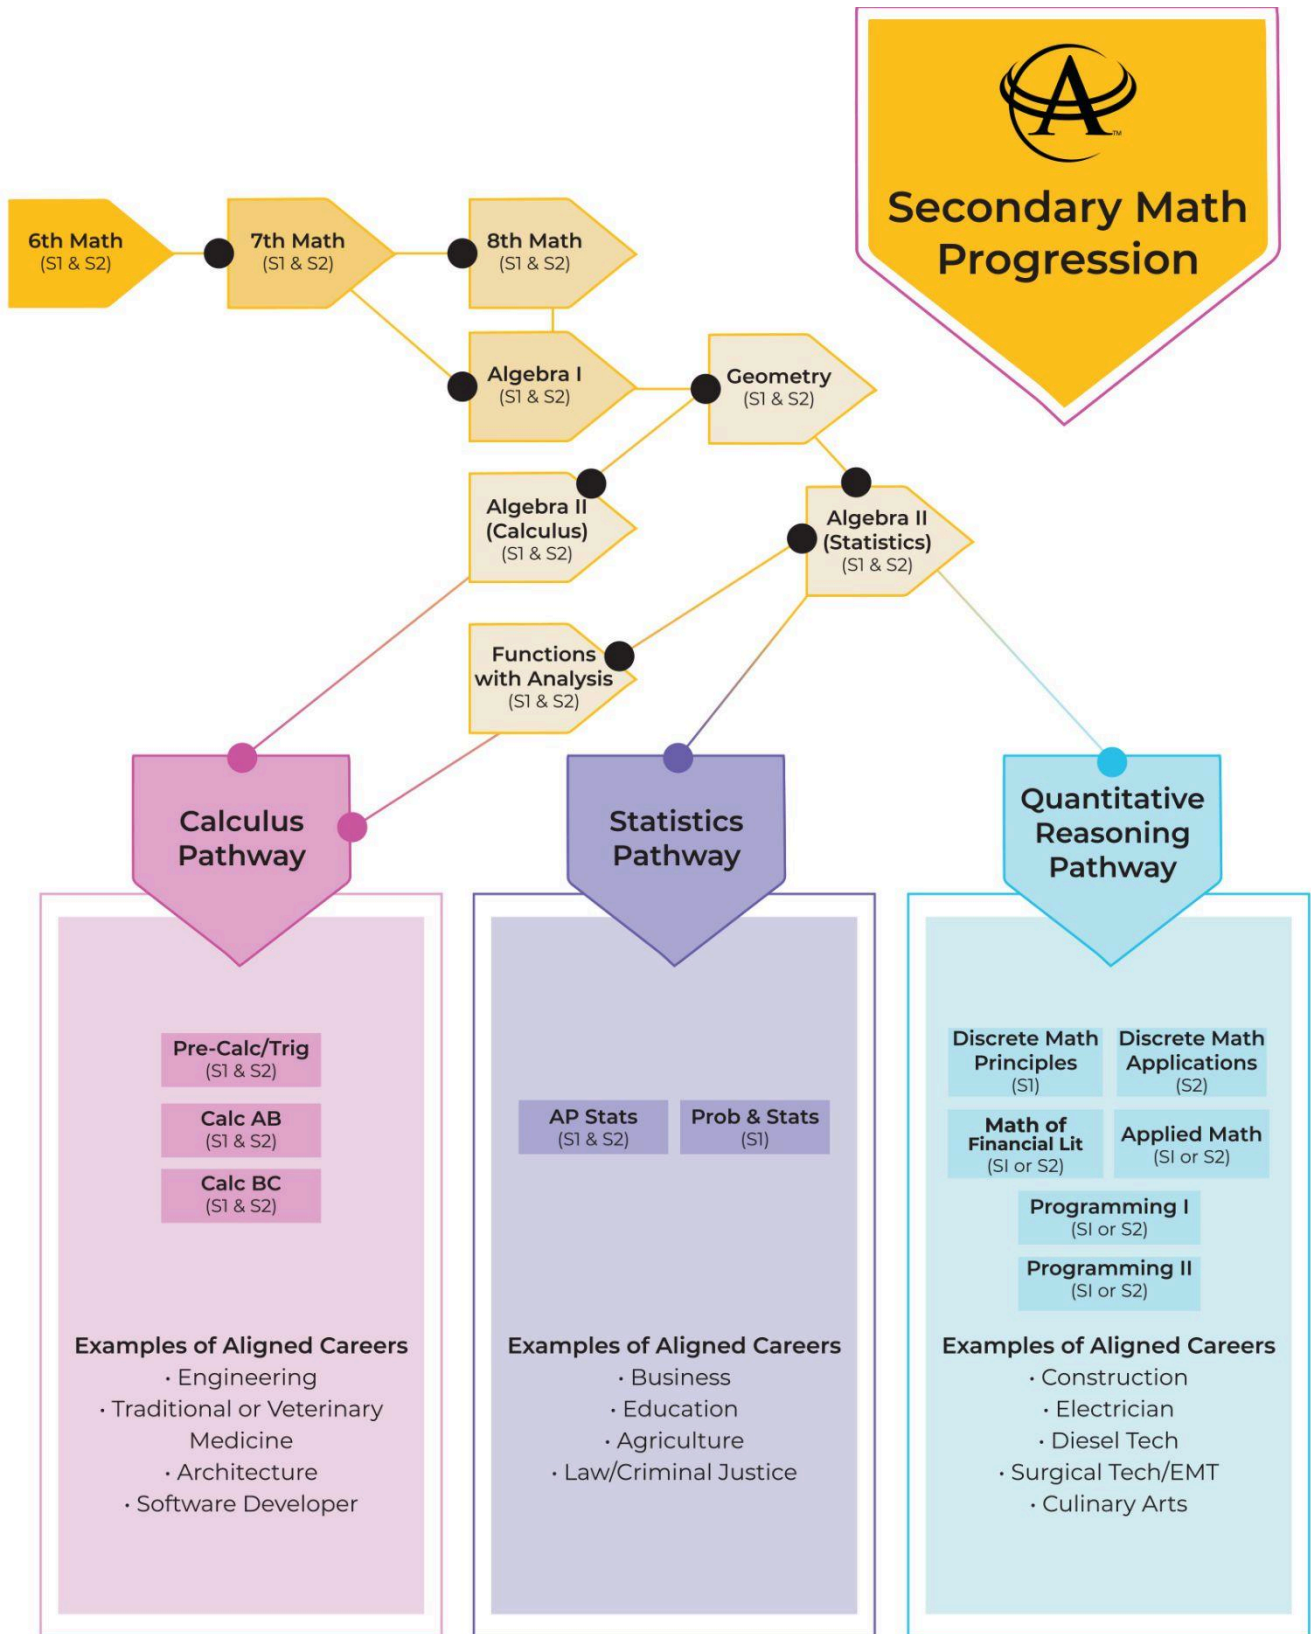 A
TM
Secondary Math
Progression
6th Math
(S1 & S2)
7th Math
(S1 & S2)
8th Math
(S1 & S2)
Algebra I
(S1 & S2)
Geometry
(S1 & S2)
Algebra II
(Calculus)
(S1 & S2)
Algebra II
(Statistics)
(S1 & S2)
Functions
with Analysis
(S1 & S2)
Calculus
Pathway
Pre-Calc/Trig
(S1 & S2)
Calc AB
(S1 & S2)
Calc BC
(S1 & S2)
Examples of Aligned Careers
• Engineering
• Traditional or Veterinary
Medicine
• Architecture
• Software Developer
Statistics
Pathway
AP Stats
(S1 & S2)
Prob & Stats
(S1)
Examples of Aligned Careers
• Business
• Education
• Agriculture
• Law/Criminal Justice
Quantitative
Reasoning
Pathway
Discrete Math
Principles
(S1)
Discrete Math
Applications
(S2)
Math of
Financial Lit
(SI or S2)
Applied Math
(SI or S2)
Programming I
(SI or S2)
Programming II
(SI or S2)
Examples of Aligned Careers
• Construction
• Electrician
• Diesel Tech
• Surgical Tech/EMT
• Culinary Arts